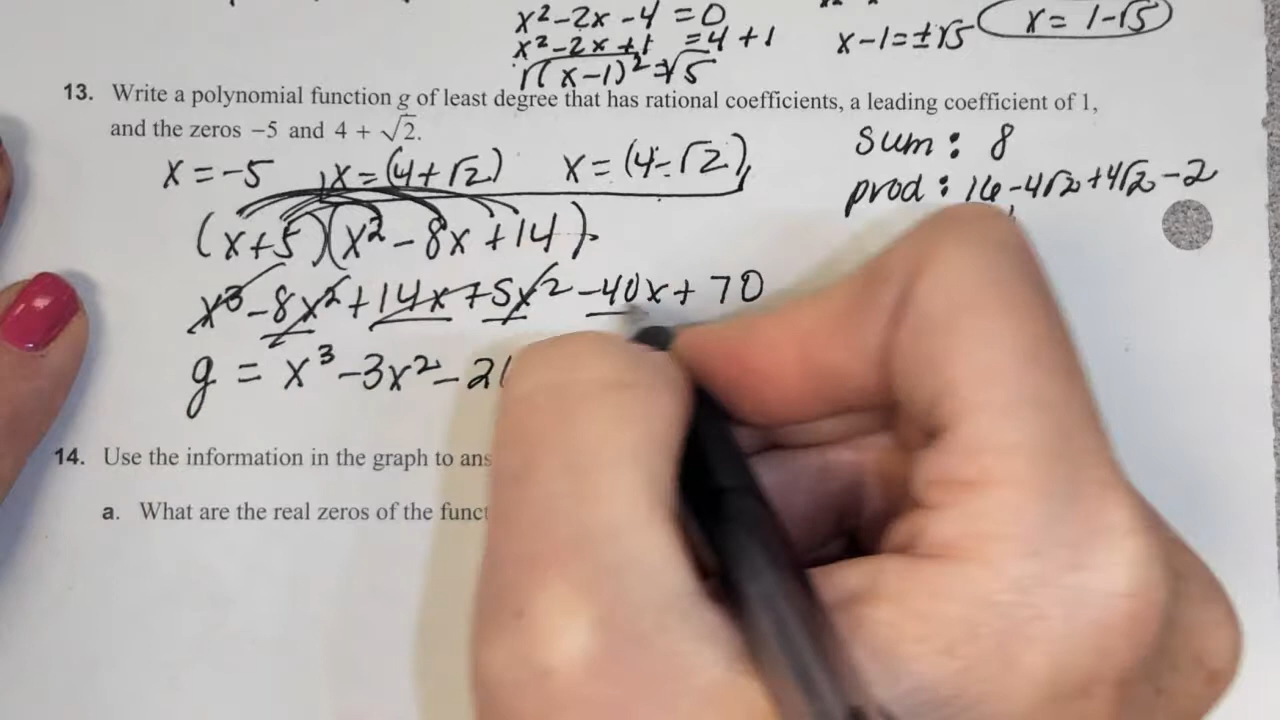 x²-2x-4 = 0
x²-2x+1 = 4+1
x-1=±√5
x = 1-√5
√(x-1)² = √5
13. Write a polynomial function g of least degree that has rational coefficients, a leading coefficient of 1,
and the zeros −5 and 4 + √2.
sum: 8
x = -5, x = (4+√2) x = (4-√2)
prod: 16-4√2+4√2-2
(x+5)(x²-8x+14)
x³-8x²+14x+5x²-40x+70
g = x³-3x²-2
14. Use the information in the graph to ans
a. What are the real zeros of the func